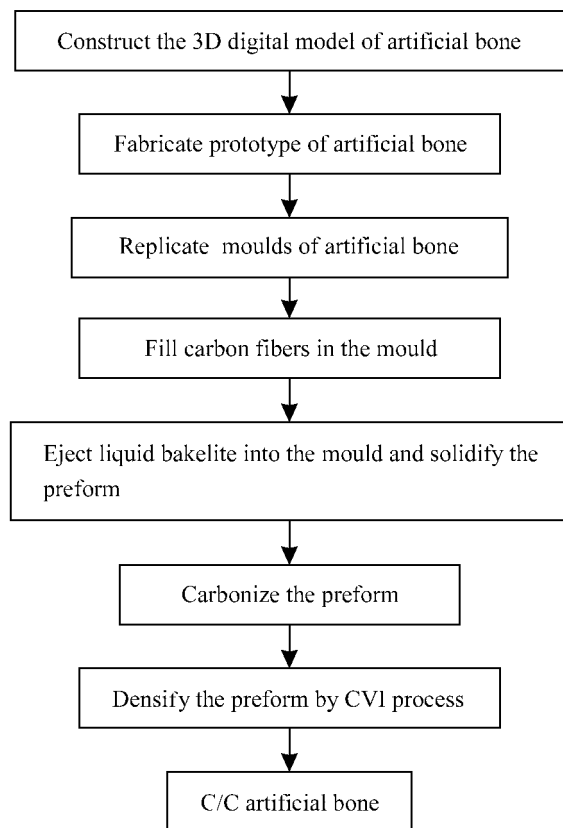 Construct the 3D digital model of artificial bone
Fabricate prototype of artificial bone
Replicate moulds of artificial bone
Fill carbon fibers in the mould
Eject liquid bakelite into the mould and solidify the
preform
Carbonize the preform
Densify the preform by CVI process
C/C artificial bone